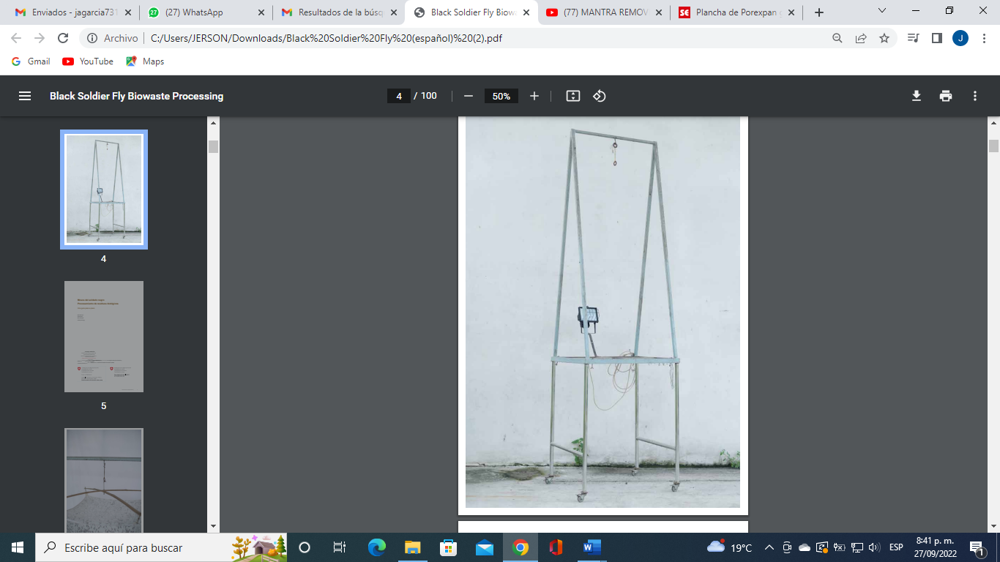 Enviados - jagarcia731
(27) WhatsApp
Resultados de la búsq
Black Soldier Fly Biow
(77) MANTRA REMOV
SE Plancha de Porexpan
Archivo C:/Users/JERSON/Downloads/Black%20Soldier%20Fly%20(español)%20(2).pdf
J
Gmail YouTube Maps
Black Soldier Fly Biowaste Processing
4 / 100
50%
4
5
Escribe aquí para buscar
19°C
ESP
8:41 p. m.
27/09/2022
1